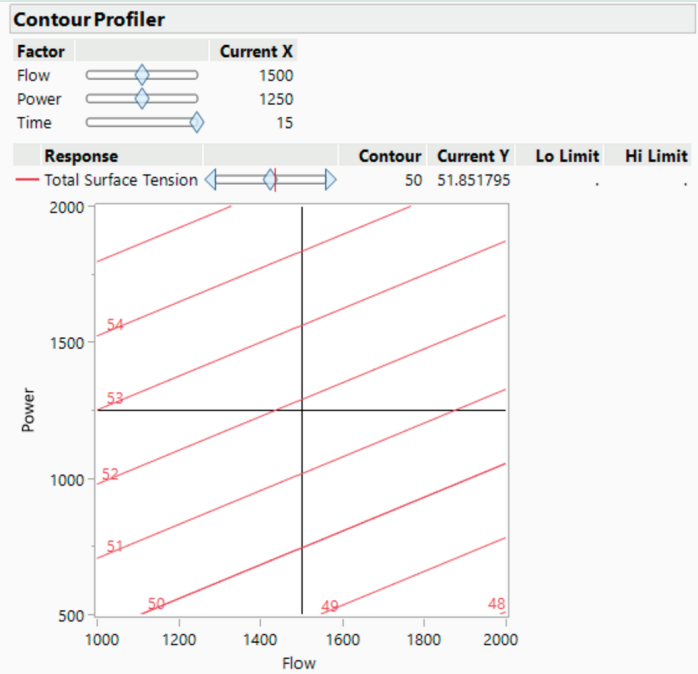 Contour Profiler
Factor Current X
Flow 1500
Power 1250
Time 15
Response Contour Current Y Lo Limit Hi Limit
Total Surface Tension 50 51.851795 . .
2000
54
1500
53
Power
52
1000
51
50 49 48
500
1000 1200 1400 1600 1800 2000
Flow